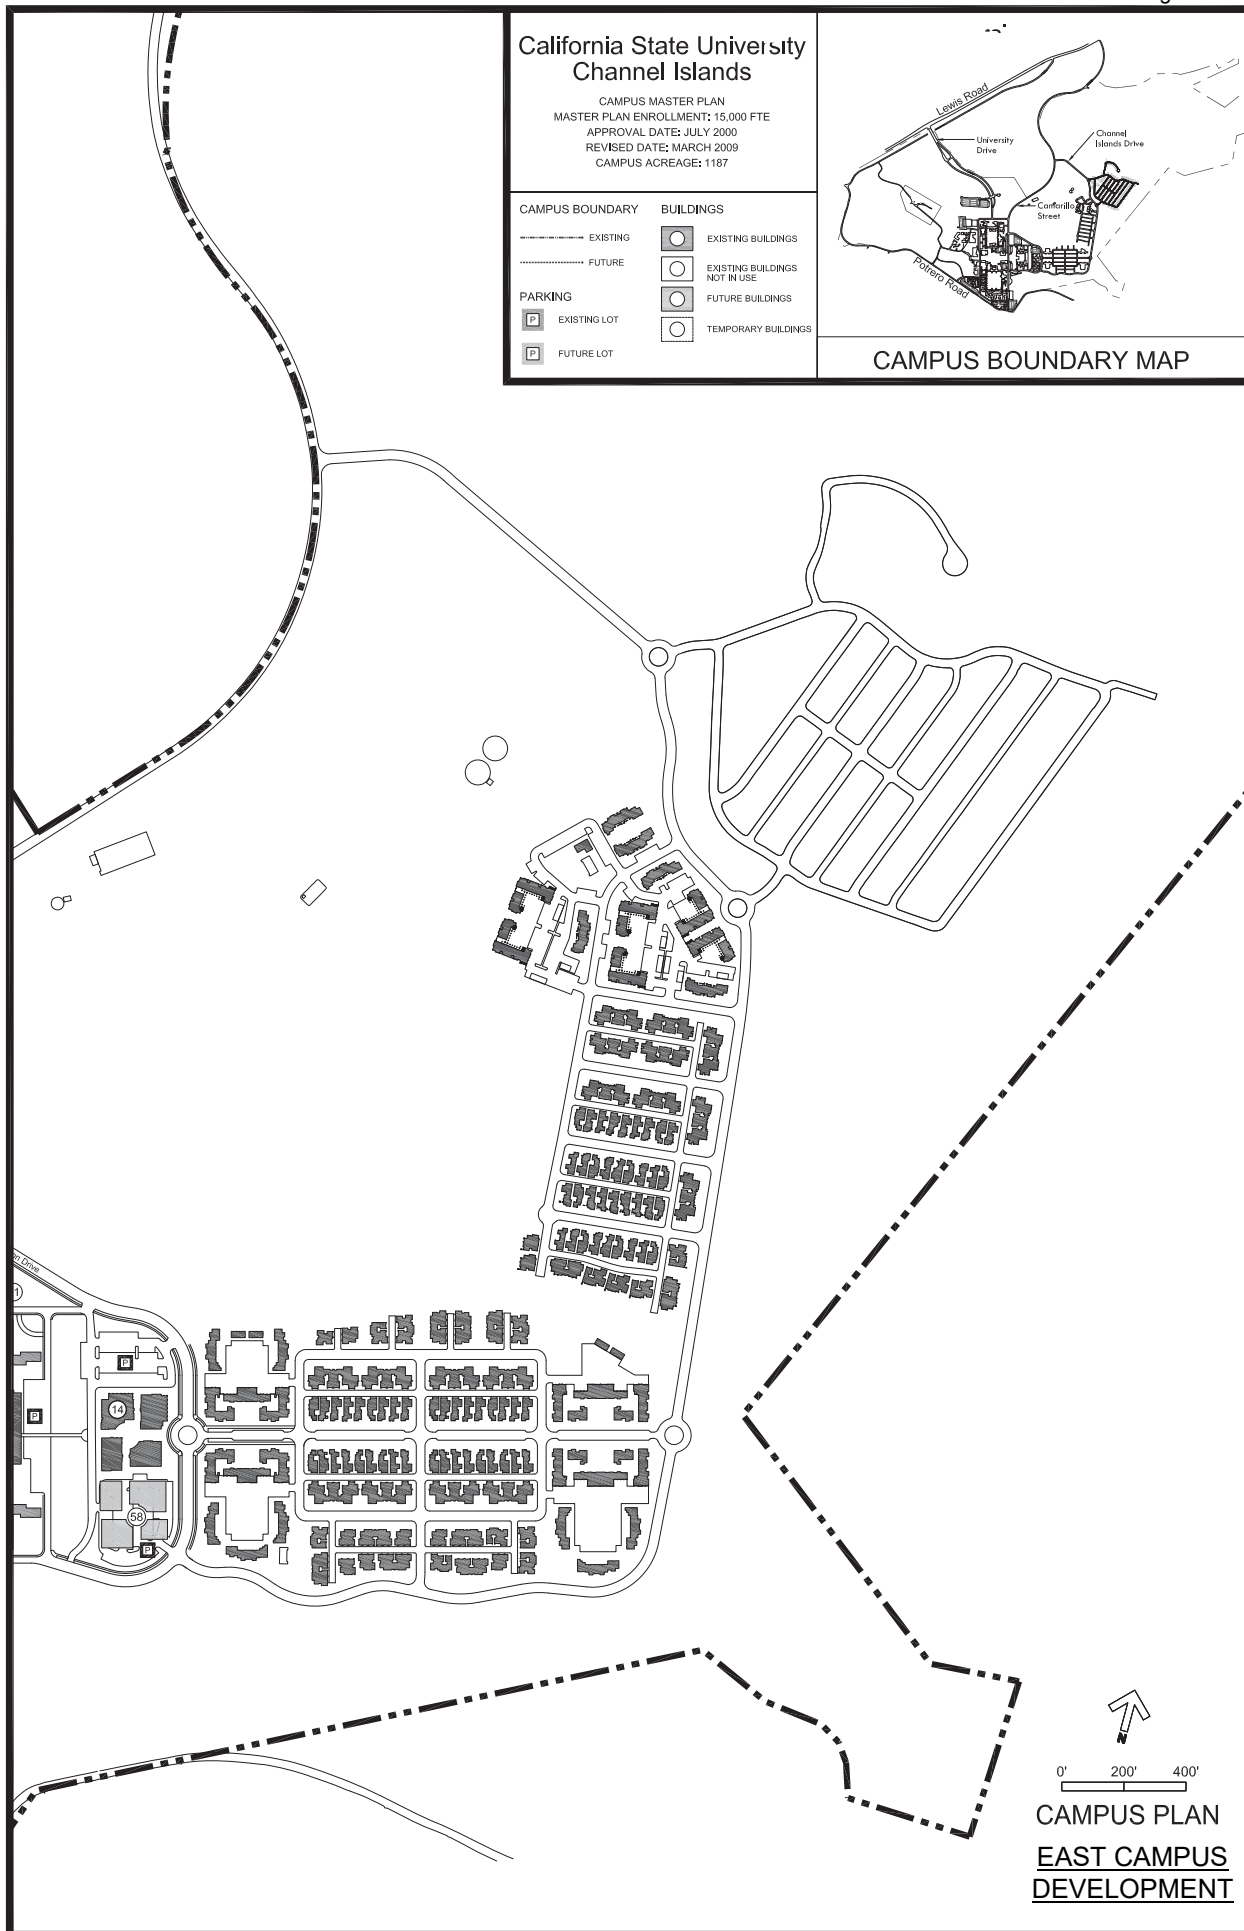 California State University
Channel Islands
CAMPUS MASTER PLAN
MASTER PLAN ENROLLMENT: 15,000 FTE
APPROVAL DATE: JULY 2000
REVISED DATE: MARCH 2009
CAMPUS ACREAGE: 1187
CAMPUS BOUNDARY
EXISTING
FUTURE
PARKING
P EXISTING LOT
P FUTURE LOT
BUILDINGS
EXISTING BUILDINGS
EXISTING BUILDINGS
NOT IN USE
FUTURE BUILDINGS
TEMPORARY BUILDINGS
Lewis Road
University
Drive
Channel
Islands Drive
Camarillo
Street
Potrero Road
CAMPUS BOUNDARY MAP
Drive
P
14
P
58
P
N
0' 200' 400'
CAMPUS PLAN
EAST CAMPUS
DEVELOPMENT